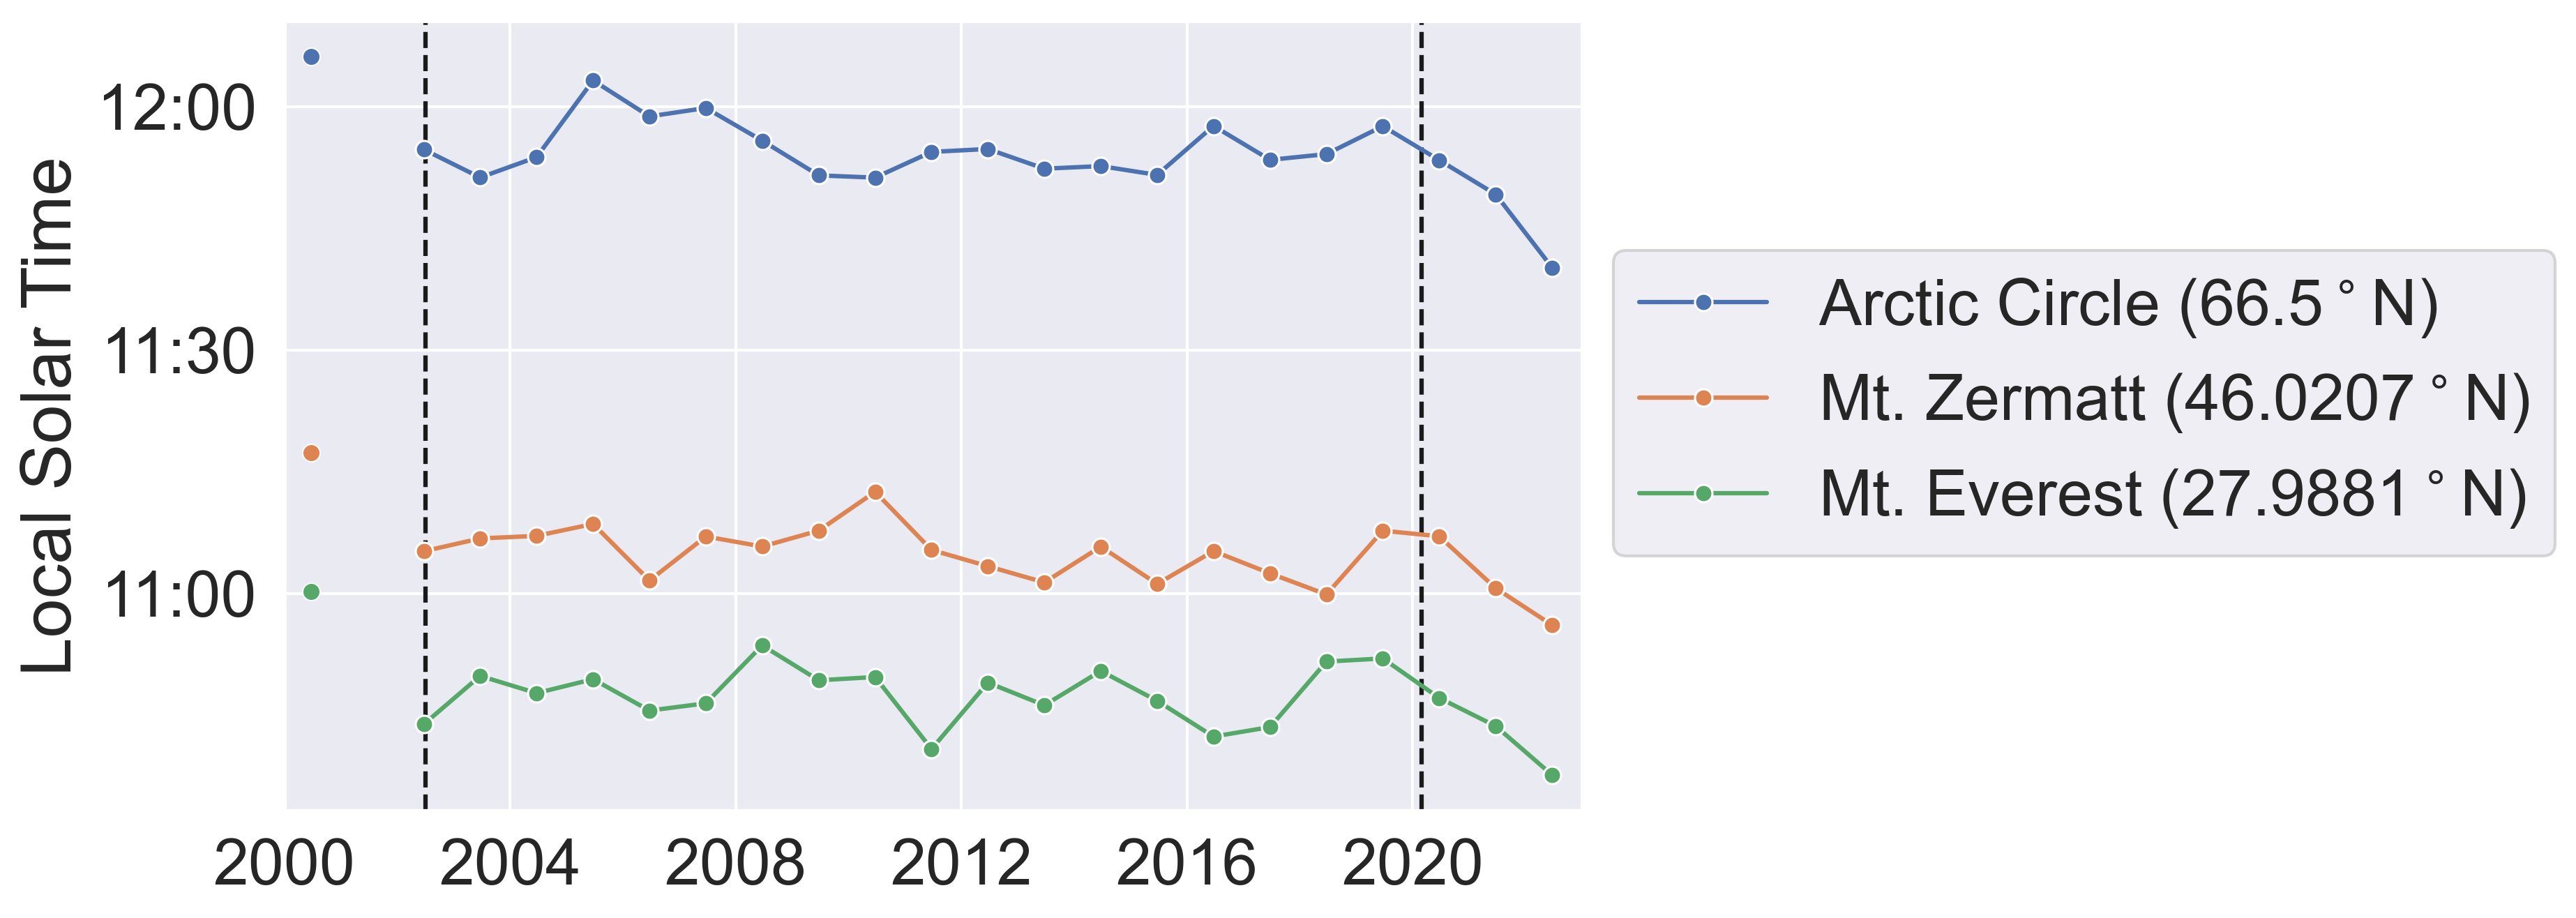 Local Solar Time
12:00
11:30
11:00
2000 2004 2008 2012 2016 2020
Arctic Circle (66.5°N)
Mt. Zermatt (46.0207°N)
Mt. Everest (27.9881°N)